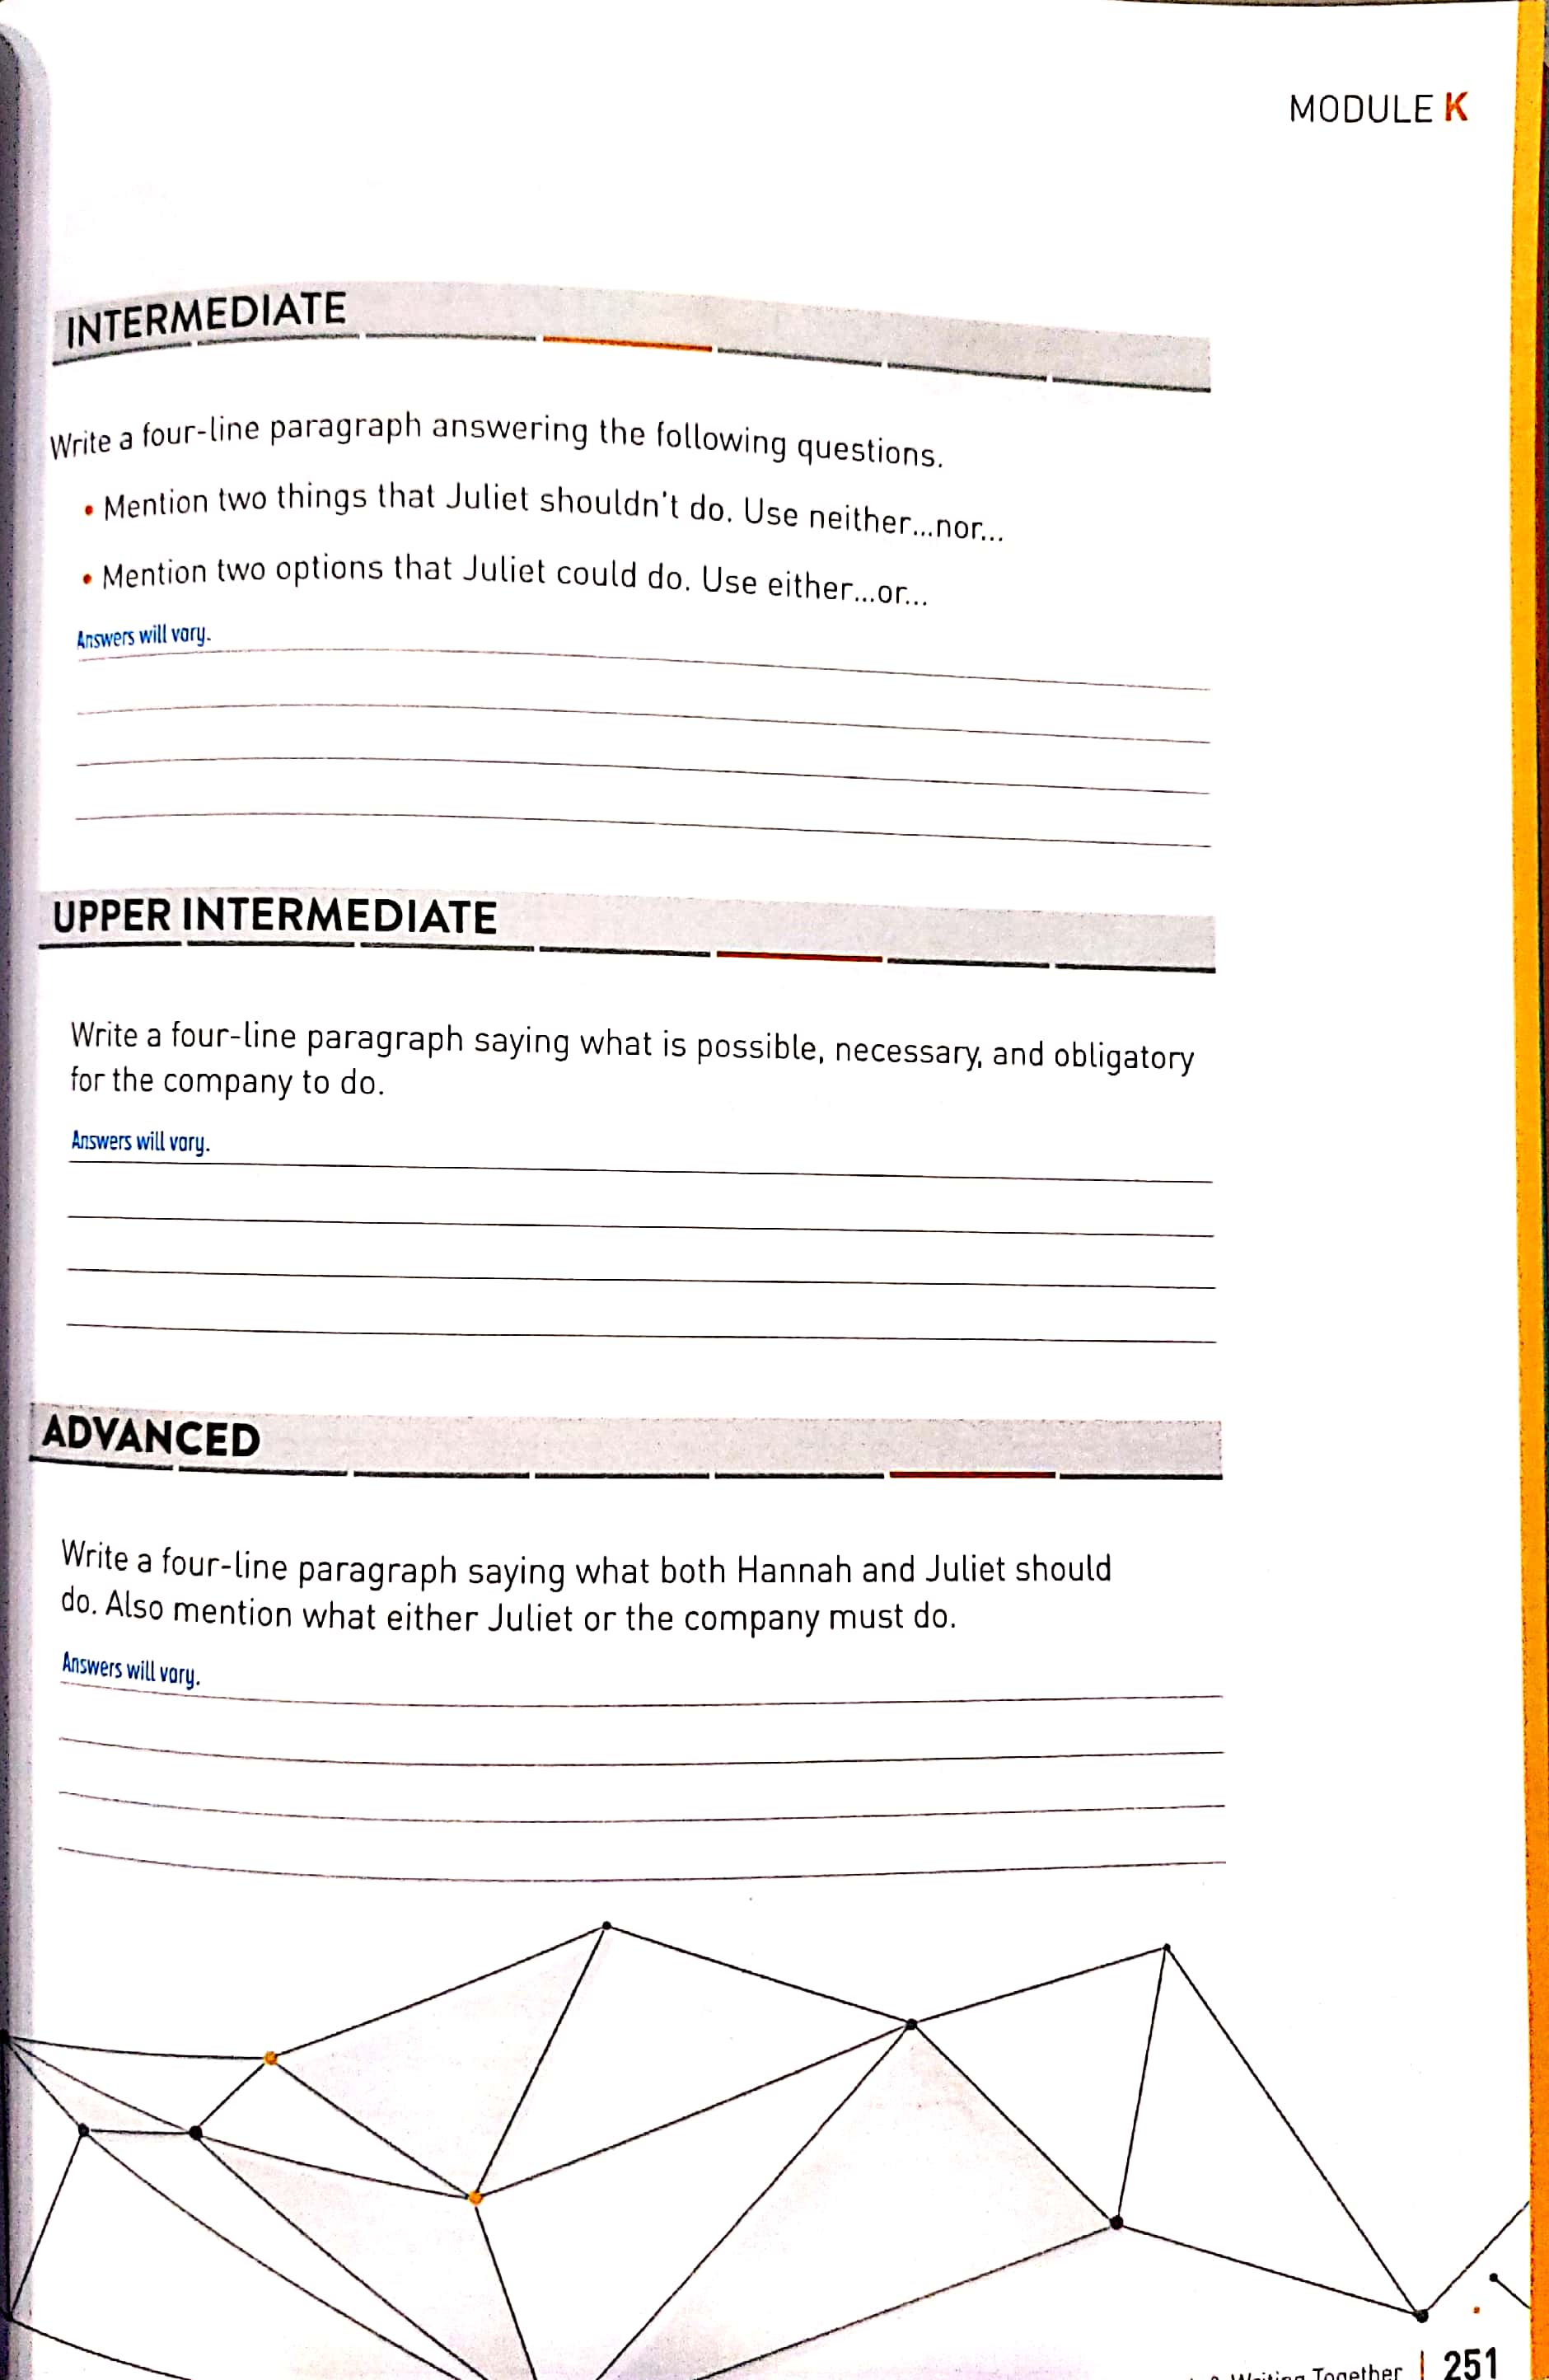 MODULE K
INTERMEDIATE
Write a four-line paragraph answering the following questions.
• Mention two things that Juliet shouldn't do. Use neither...nor...
• Mention two options that Juliet could do. Use either...or...
Answers will vary.
UPPER INTERMEDIATE
Write a four-line paragraph saying what is possible, necessary, and obligatory
for the company to do.
Answers will vary.
ADVANCED
Write a four-line paragraph saying what both Hannah and Juliet should
do. Also mention what either Juliet or the company must do.
Answers will vary.
Writing Together | 251